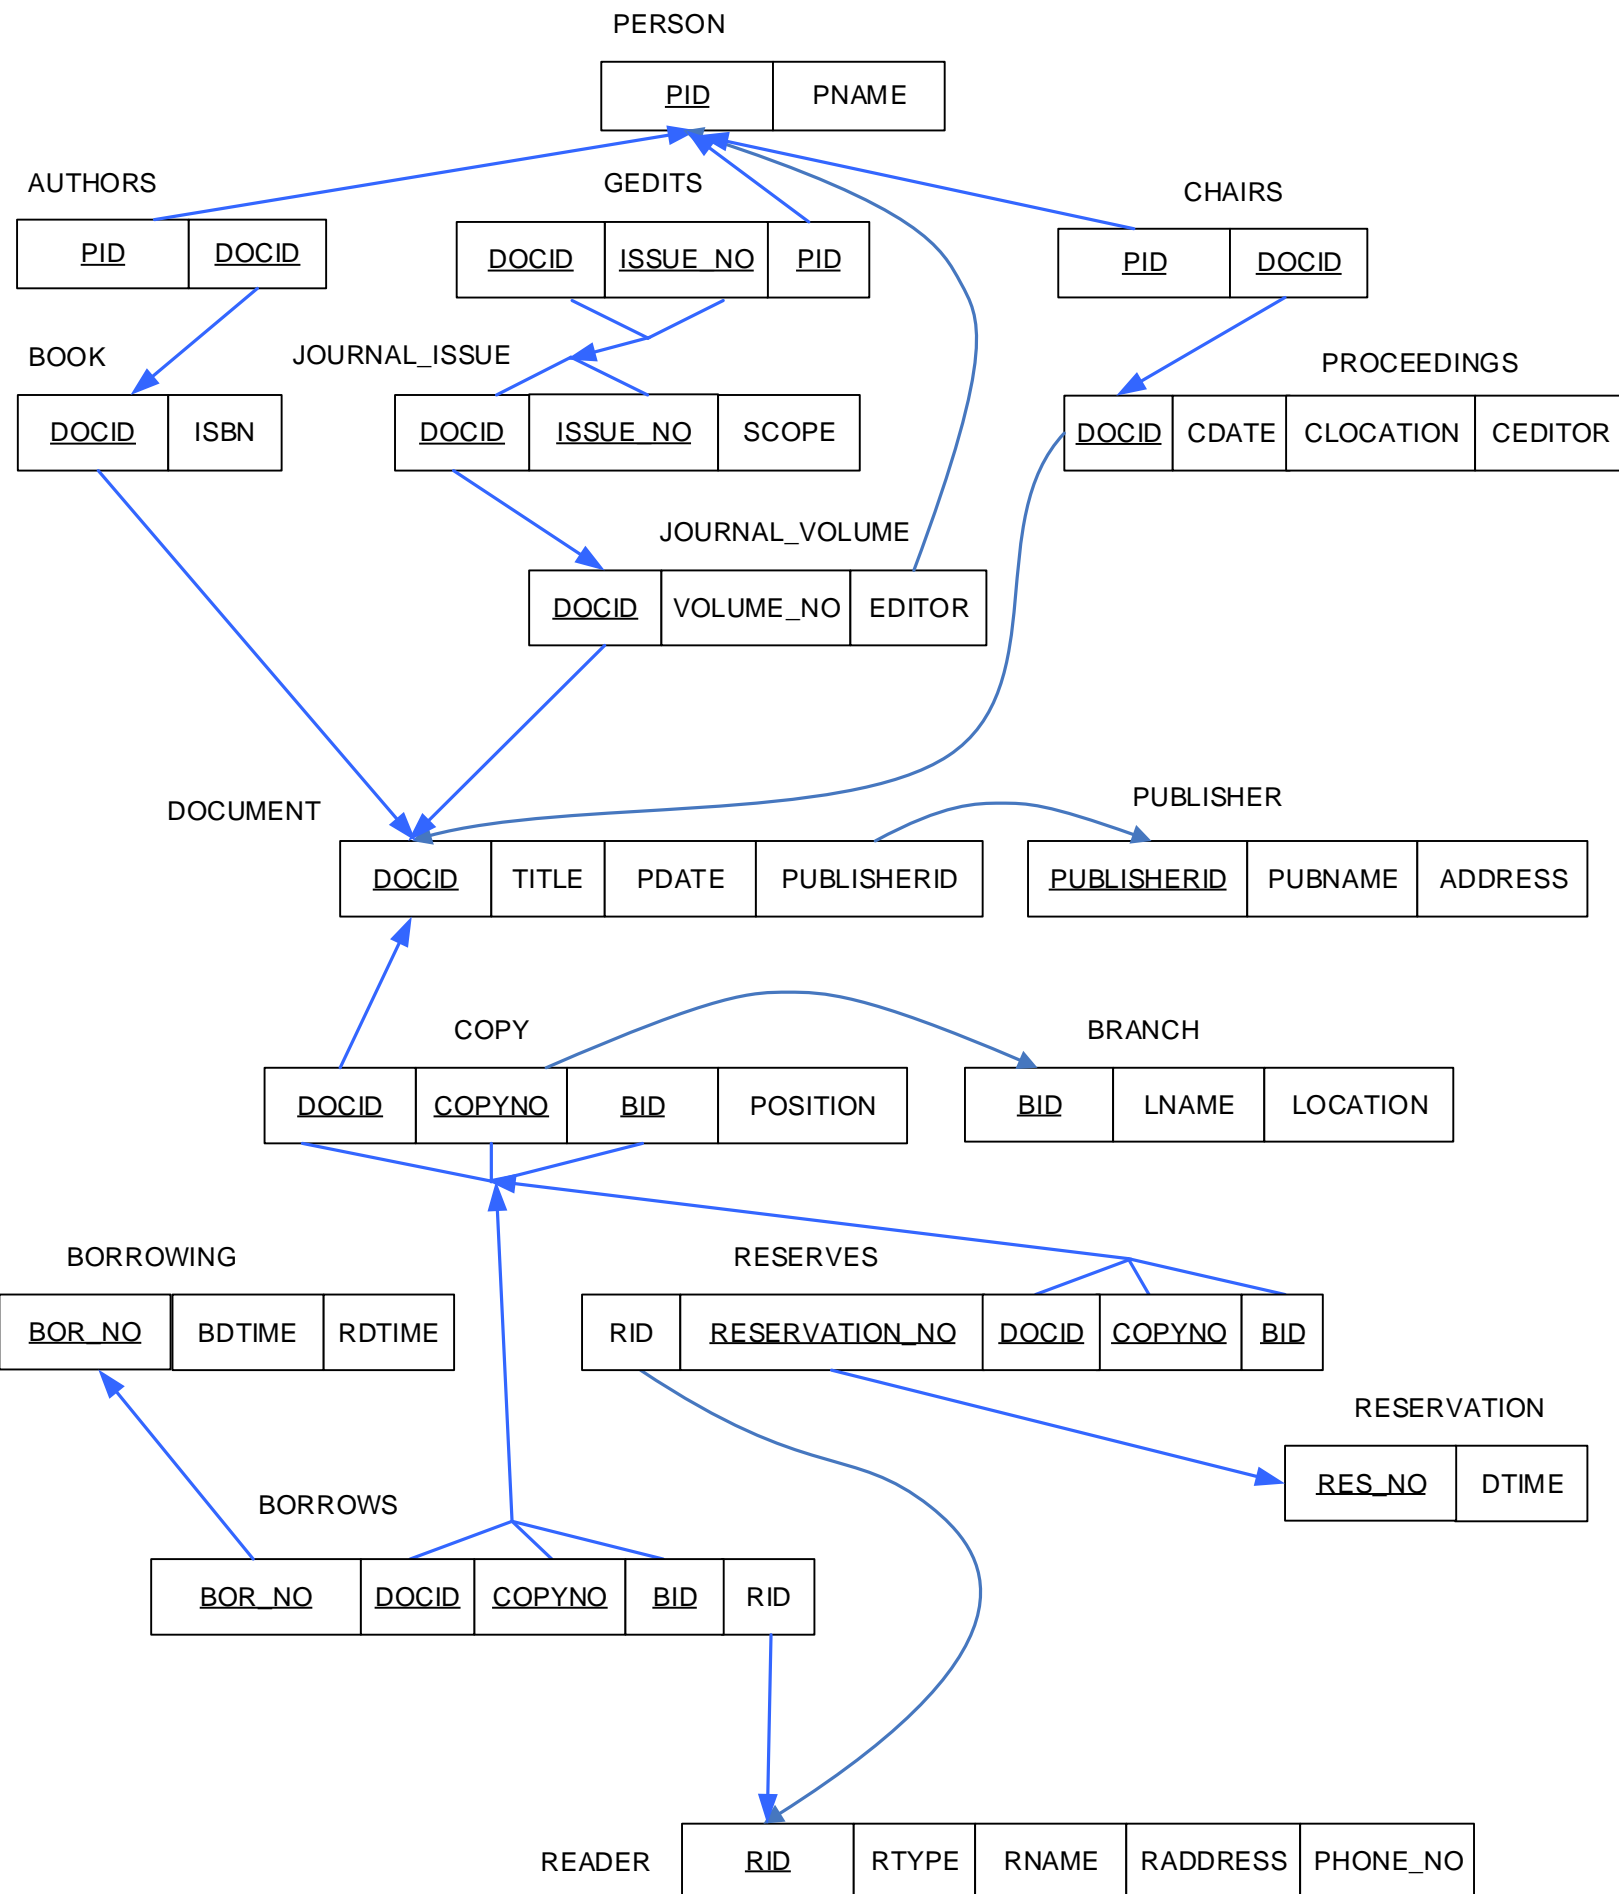 PERSON
PID PNAME
AUTHORS
PID DOCID
GEDITS
DOCID ISSUE_NO PID
CHAIRS
PID DOCID
BOOK
DOCID ISBN
JOURNAL_ISSUE
DOCID ISSUE_NO SCOPE
PROCEEDINGS
DOCID CDATE CLOCATION CEDITOR
JOURNAL_VOLUME
DOCID VOLUME_NO EDITOR
DOCUMENT
DOCID TITLE PDATE PUBLISHERID
PUBLISHER
PUBLISHERID PUBNAME ADDRESS
COPY
DOCID COPYNO BID POSITION
BRANCH
BID LNAME LOCATION
BORROWING
BOR_NO BDTIME RDTIME
RESERVES
RID RESERVATION_NO DOCID COPYNO BID
RESERVATION
RES_NO DTIME
BORROWS
BOR_NO DOCID COPYNO BID RID
READER
RID RTYPE RNAME RADDRESS PHONE_NO